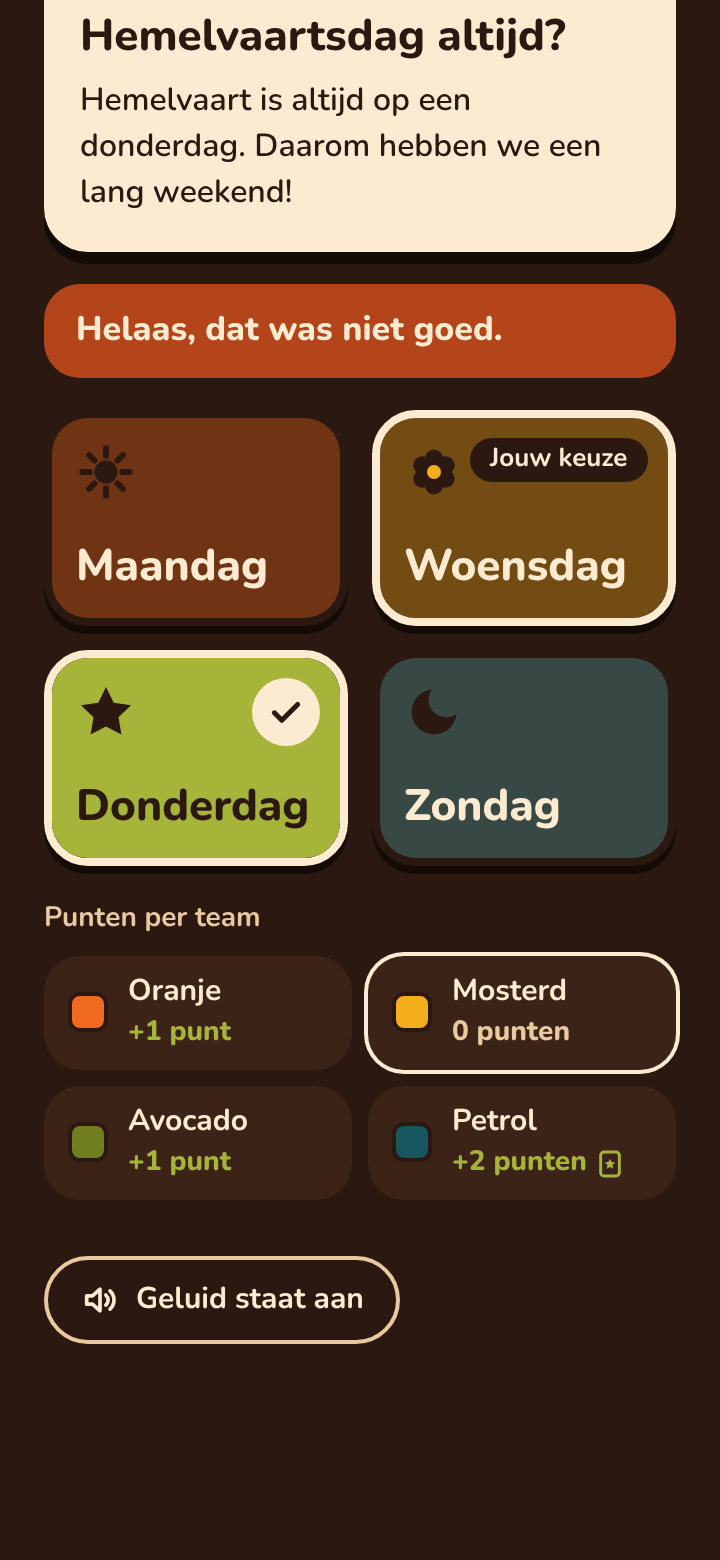 Hemelvaartsdag altijd?
Hemelvaart is altijd op een
donderdag. Daarom hebben we een
lang weekend!
Helaas, dat was niet goed.
Maandag
Jouw keuze
Woensdag
Donderdag
Zondag
Punten per team
Oranje
+1 punt
Mosterd
0 punten
Avocado
+1 punt
Petrol
+2 punten
Geluid staat aan